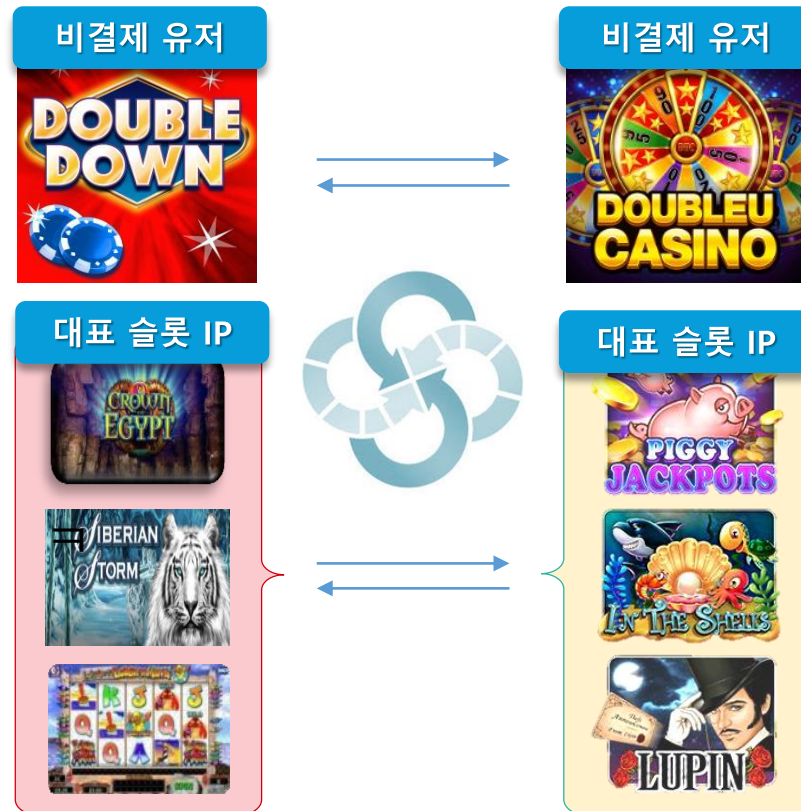 비결제 유저
비결제 유저
DOUBLE
DOWN
DOUBLEU
CASINO
대표 슬롯 IP
대표 슬롯 IP
CROWN
EGYPT
PIGGY
JACKPOTS
SIBERIAN
STORM
IN THE SHELLS
LUPIN